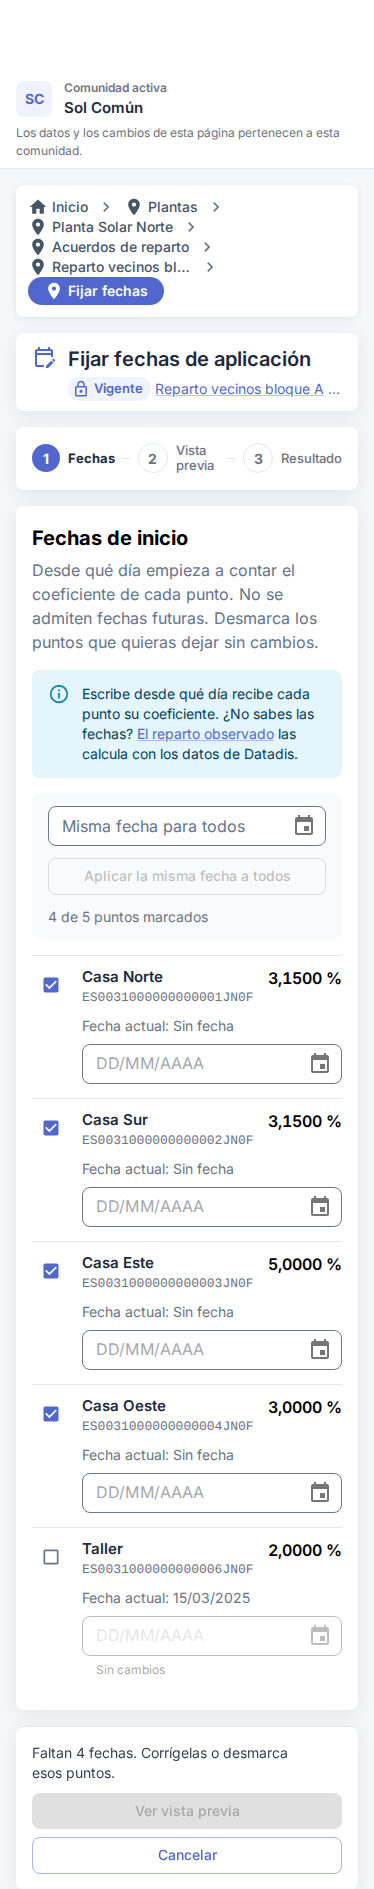 SC
Comunidad activa
Sol Común
Los datos y los cambios de esta página pertenecen a esta
comunidad.
Inicio
Plantas
Planta Solar Norte
Acuerdos de reparto
Reparto vecinos bl...
Fijar fechas
Fijar fechas de aplicación
Vigente Reparto vecinos bloque A ...
1 Fechas
2 Vista
previa
3 Resultado
Fechas de inicio
Desde qué día empieza a contar el
coeficiente de cada punto. No se
admiten fechas futuras. Desmarca los
puntos que quieras dejar sin cambios.
Escribe desde qué día recibe cada
punto su coeficiente. ¿No sabes las
fechas? El reparto observado las
calcula con los datos de Datadis.
Misma fecha para todos
Aplicar la misma fecha a todos
4 de 5 puntos marcados
Casa Norte 3,1500 %
ES0031000000000001JN0F
Fecha actual: Sin fecha
DD/MM/AAAA
Casa Sur 3,1500 %
ES0031000000000002JN0F
Fecha actual: Sin fecha
DD/MM/AAAA
Casa Este 5,0000 %
ES0031000000000003JN0F
Fecha actual: Sin fecha
DD/MM/AAAA
Casa Oeste 3,0000 %
ES0031000000000004JN0F
Fecha actual: Sin fecha
DD/MM/AAAA
Taller 2,0000 %
ES0031000000000006JN0F
Fecha actual: 15/03/2025
DD/MM/AAAA
Sin cambios
Faltan 4 fechas. Corrígelas o desmarca
esos puntos.
Ver vista previa
Cancelar